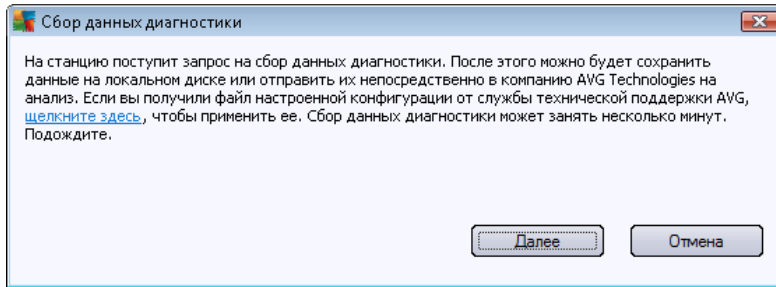 Сбор данных диагностики
На станцию поступит запрос на сбор данных диагностики. После этого можно будет сохранить
данные на локальном диске или отправить их непосредственно в компанию AVG Technologies на
анализ. Если вы получили файл настроенной конфигурации от службы технической поддержки AVG,
щелкните здесь, чтобы применить ее. Сбор данных диагностики может занять несколько минут.
Подождите.
Далее
Отмена